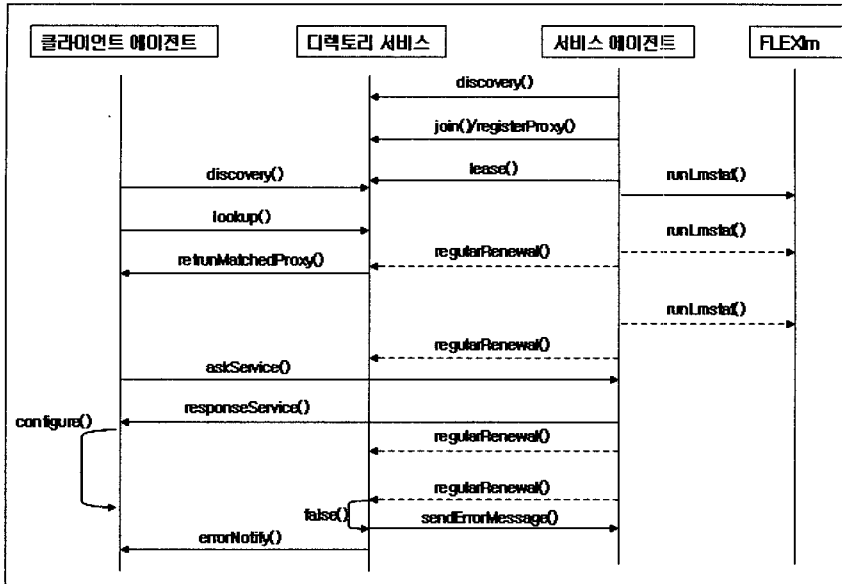 클라이언트 에이전트
디렉토리 서비스
서비스 에이전트
FLEXlm
discovery()
join()/registerProxy()
lease()
discovery()
runLmstat()
lookup()
runLmstat()
regularRenewal()
retrunMatchedProxy()
runLmstat()
regularRenewal()
askService()
responseService()
configure()
regularRenewal()
regularRenewal()
false()
sendErrorMessage()
errorNotify()